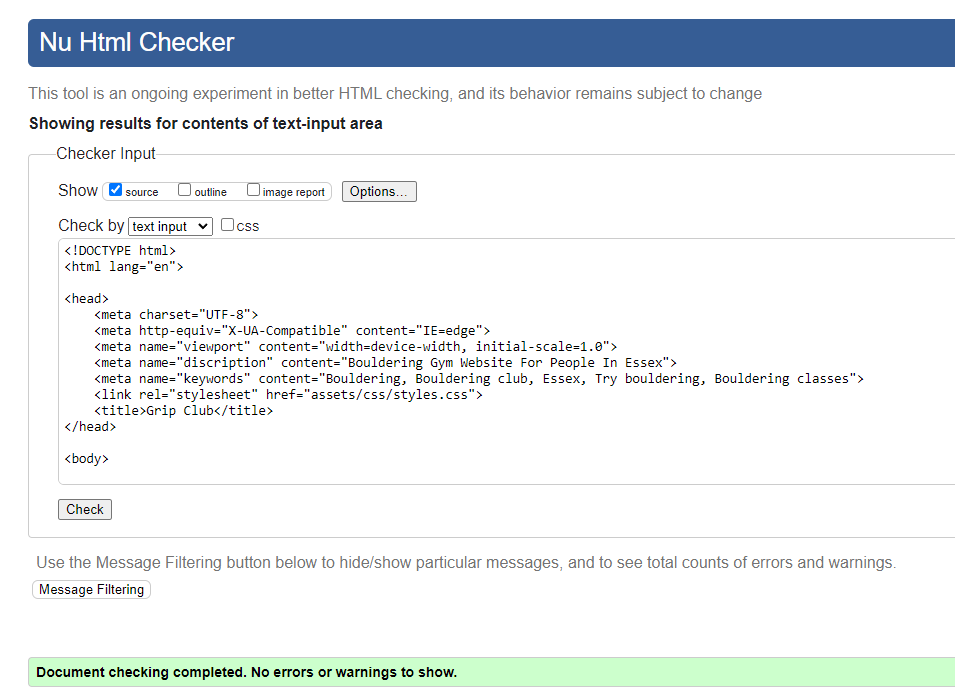 Nu Html Checker
This tool is an ongoing experiment in better HTML checking, and its behavior remains subject to change
Showing results for contents of text-input area
Checker Input
Show source outline image report Options...
Check by text input css
<!DOCTYPE html>
<html lang="en">
<head>
<meta charset="UTF-8">
<meta http-equiv="X-UA-Compatible" content="IE=edge">
<meta name="viewport" content="width=device-width, initial-scale=1.0">
<meta name="discription" content="Bouldering Gym Website For People In Essex">
<meta name="keywords" content="Bouldering, Bouldering club, Essex, Try bouldering, Bouldering classes">
<link rel="stylesheet" href="assets/css/styles.css">
<title>Grip Club</title>
</head>
<body>
Check
Use the Message Filtering button below to hide/show particular messages, and to see total counts of errors and warnings.
Message Filtering
Document checking completed. No errors or warnings to show.